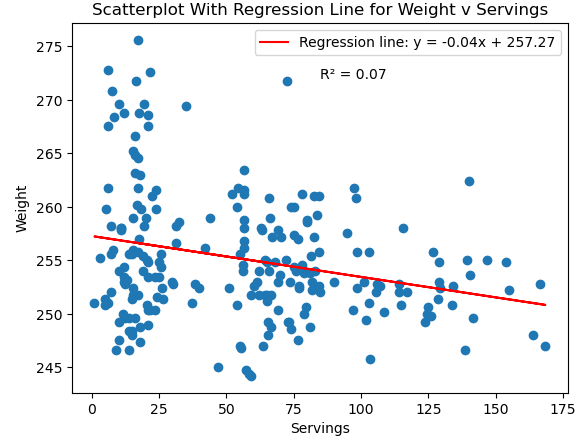 Scatterplot With Regression Line for Weight v Servings
Regression line: y = -0.04x + 257.27
R² = 0.07
275
270
265
260
255
250
245
Weight
0 25 50 75 100 125 150 175
Servings